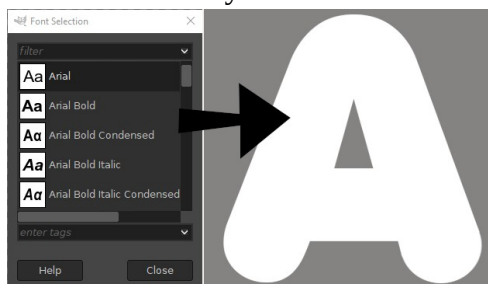 Font Selection
filter
Aa Arial
Aa Arial Bold
Aα Arial Bold Condensed
Aa Arial Bold Italic
Aα Arial Bold Italic Condensed
enter tags
Help Close
A